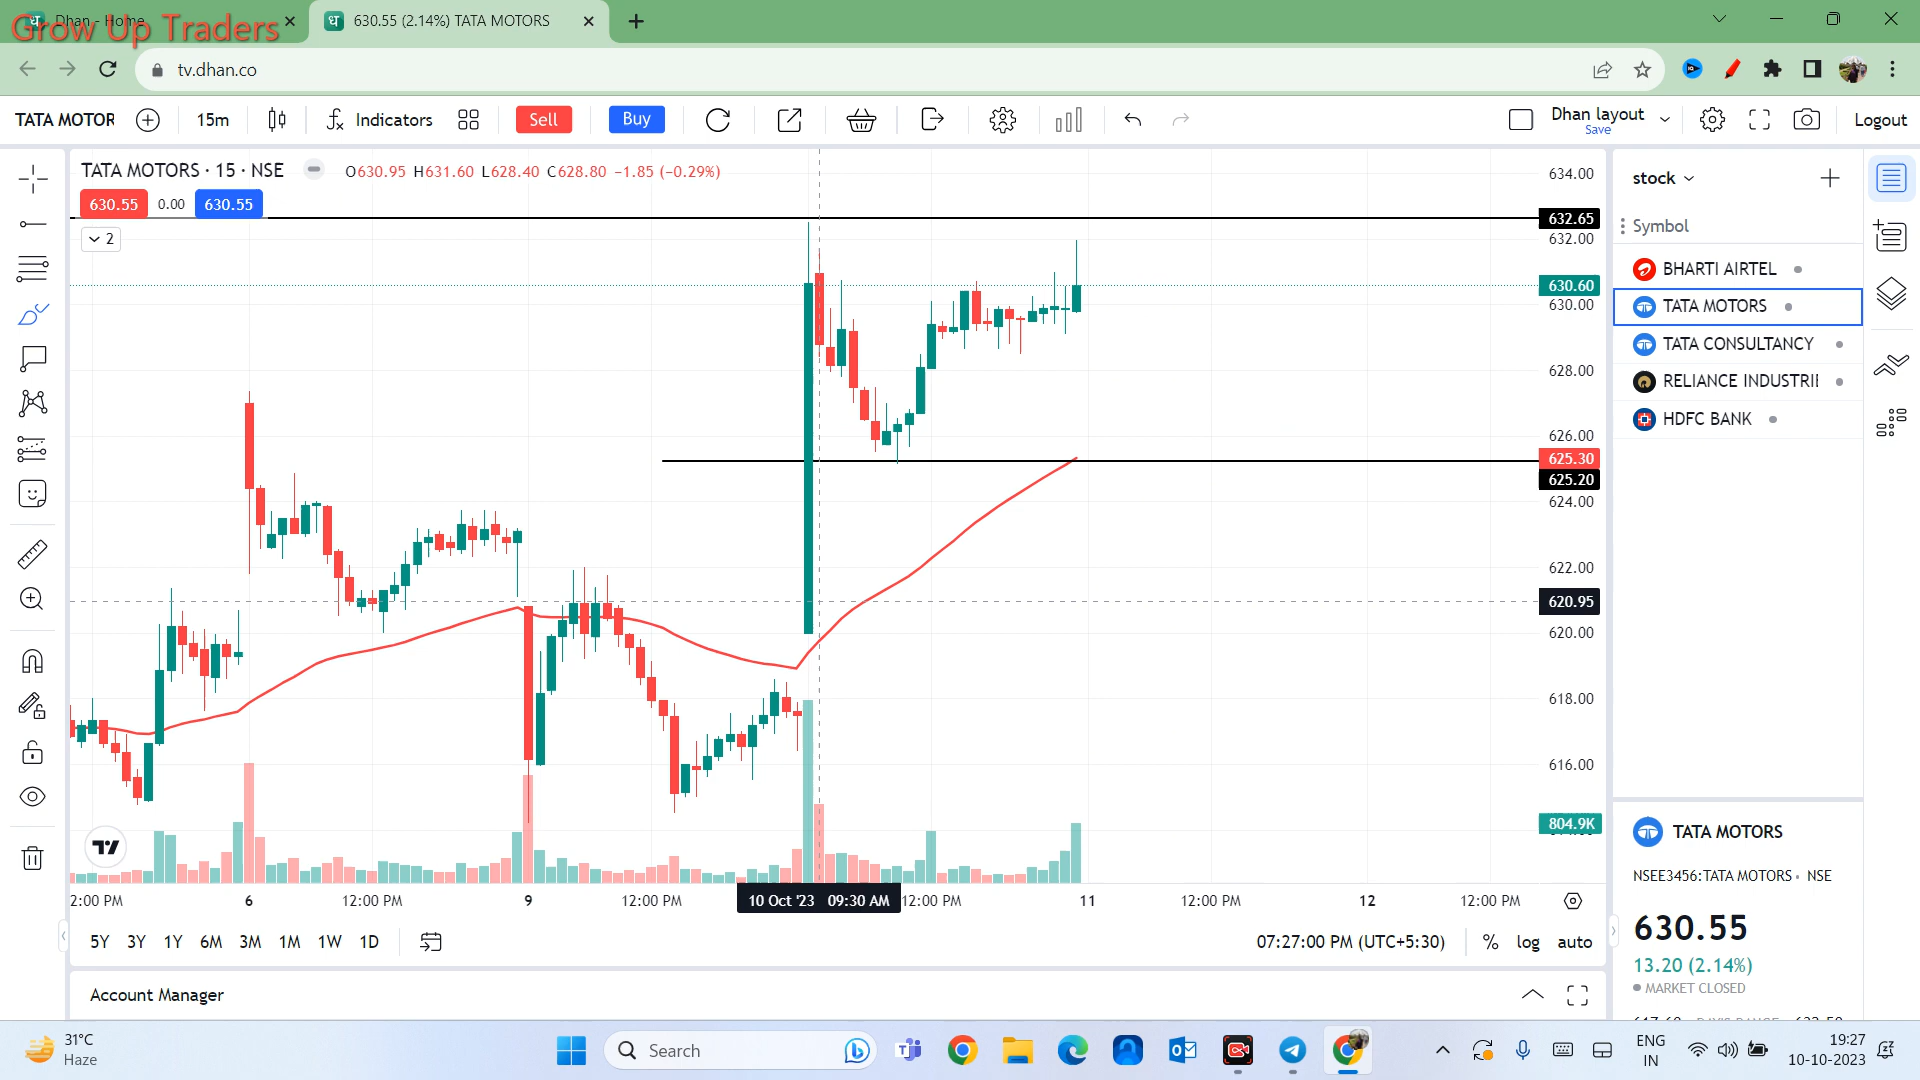 Dhan - Home
Grow Up Traders
630.55 (2.14%) TATA MOTORS
tv.dhan.co
TATA MOTOR
15m
Indicators
Sell
Buy
Dhan layout
Save
Logout
TATA MOTORS · 15 · NSE
O630.95 H631.60 L628.40 C628.80 −1.85 (−0.29%)
630.55
0.00
630.55
2
634.00
632.65
632.00
630.60
630.00
628.00
626.00
625.30
625.20
624.00
622.00
620.95
620.00
618.00
616.00
804.9K
2:00 PM
6
12:00 PM
9
12:00 PM
10 Oct '23 09:30 AM
12:00 PM
11
12:00 PM
12
12:00 PM
5Y
3Y
1Y
6M
3M
1M
1W
1D
07:27:00 PM (UTC+5:30)
%
log
auto
Account Manager
stock
Symbol
BHARTI AIRTEL
TATA MOTORS
TATA CONSULTANCY
RELIANCE INDUSTRIE
HDFC BANK
TATA MOTORS
NSEE3456:TATA MOTORS • NSE
630.55
13.20 (2.14%)
MARKET CLOSED
31°C
Haze
Search
ENG
IN
19:27
10-10-2023